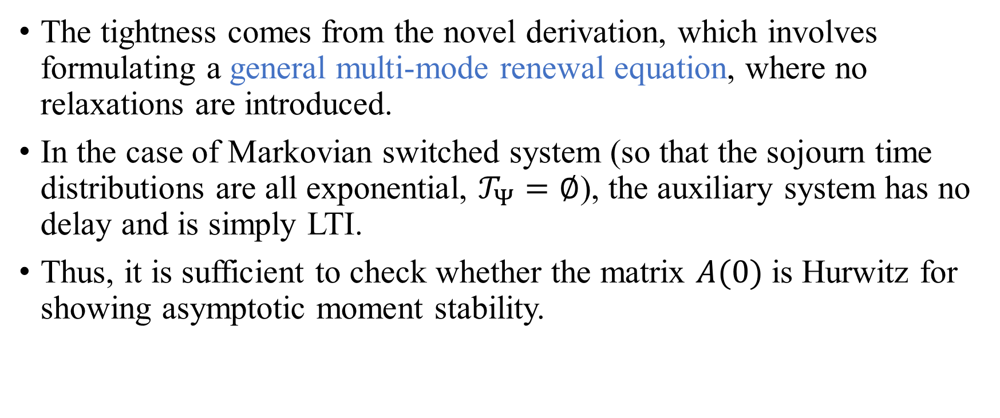 • The tightness comes from the novel derivation, which involves
formulating a general multi-mode renewal equation, where no
relaxations are introduced.
• In the case of Markovian switched system (so that the sojourn time
distributions are all exponential, 𝒯_Ψ = ∅), the auxiliary system has no
delay and is simply LTI.
• Thus, it is sufficient to check whether the matrix A(0) is Hurwitz for
showing asymptotic moment stability.